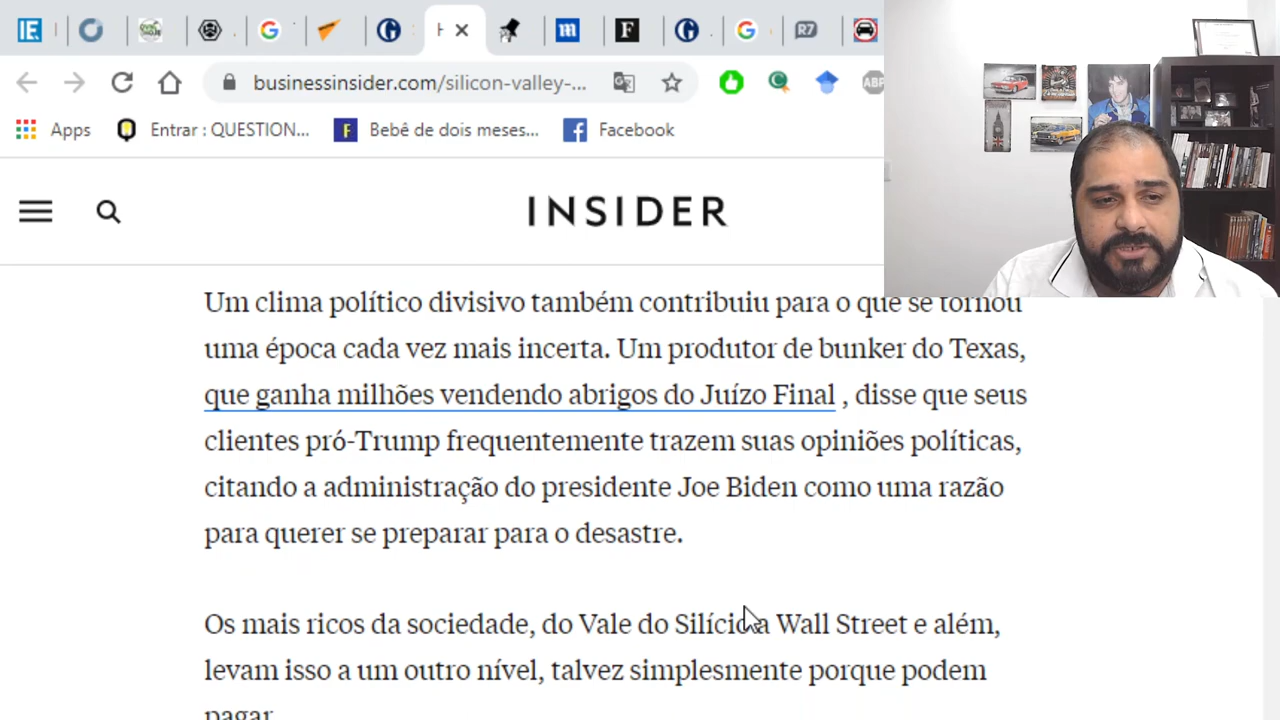 businessinsider.com/silicon-valley-...
Apps
Entrar : QUESTION...
Bebê de dois meses...
Facebook
INSIDER
Um clima político divisivo também contribuiu para o que se tornou
uma época cada vez mais incerta. Um produtor de bunker do Texas,
que ganha milhões vendendo abrigos do Juízo Final , disse que seus
clientes pró-Trump frequentemente trazem suas opiniões políticas,
citando a administração do presidente Joe Biden como uma razão
para querer se preparar para o desastre.
Os mais ricos da sociedade, do Vale do Silício a Wall Street e além,
levam isso a um outro nível, talvez simplesmente porque podem
pagar.